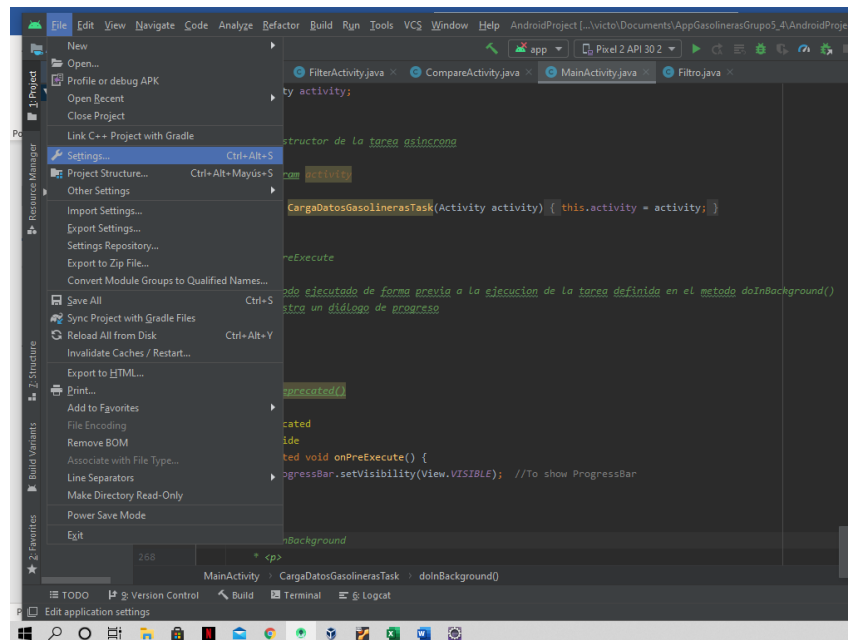 File Edit View Navigate Code Analyze Refactor Build Run Tools VCS Window Help AndroidProject [...\victo\Documents\AppGasolinerasGrupo5_4\AndroidProje
app Pixel 2 API 30 2
New
Open...
Profile or debug APK
Open Recent
Close Project
Link C++ Project with Gradle
Settings... Ctrl+Alt+S
Project Structure... Ctrl+Alt+Mayús+S
Other Settings
Import Settings...
Export Settings...
Settings Repository...
Export to Zip File...
Convert Module Groups to Qualified Names...
Save All Ctrl+S
Sync Project with Gradle Files
Reload All from Disk Ctrl+Alt+Y
Invalidate Caches / Restart...
Export to HTML...
Print...
Add to Favorites
File Encoding
Remove BOM
Associate with File Type...
Line Separators
Make Directory Read-Only
Power Save Mode
Exit
1: Project
Resource Manager
Z: Structure
Build Variants
2: Favorites
FilterActivity.java CompareActivity.java MainActivity.java Filtro.java
ty activity;
structor de la tarea asincrona
ram activity
CargaDatosGasolinerasTask(Activity activity) { this.activity = activity; }
reExecute
odo ejecutado de forma previa a la ejecucion de la tarea definida en el metodo doInBackground()
stra un diálogo de progreso
eprecated()
cated
ide
ted void onPreExecute() {
ogressBar.setVisibility(View.VISIBLE); //To show ProgressBar
nBackground
268 * <p>
MainActivity CargaDatosGasolinerasTask doInBackground()
TODO 9: Version Control Build Terminal 6: Logcat
Edit application settings